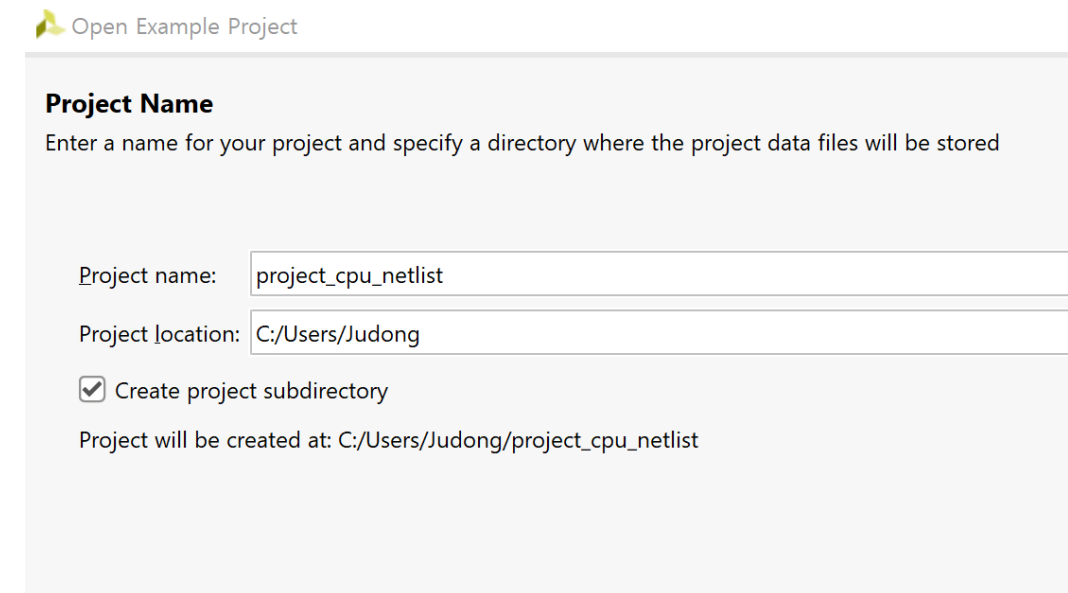 Open Example Project
Project Name
Enter a name for your project and specify a directory where the project data files will be stored
Project name: project_cpu_netlist
Project location: C:/Users/Judong
Create project subdirectory
Project will be created at: C:/Users/Judong/project_cpu_netlist